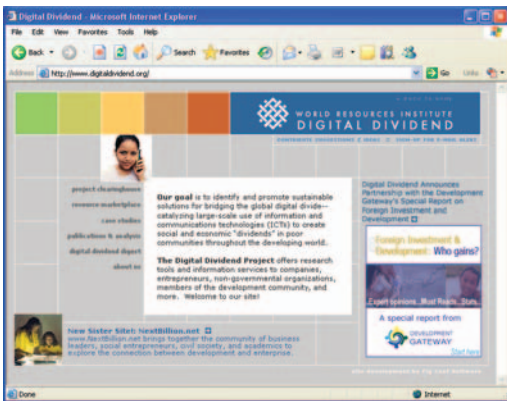 Digital Dividend - Microsoft Internet Explorer
File Edit View Favorites Tools Help
Back Search Favorites
Address http://www.digitaldividend.org/ Go Links
WORLD RESOURCES INSTITUTE
DIGITAL DIVIDEND
project clearinghouse
resource marketplace
case studies
publications & analysis
digital dividend digest
about us
Our goal is to identify and promote sustainable
solutions for bridging the global digital divide--
catalyzing large-scale use of information and
communications technologies (ICTs) to create
social and economic "dividends" in poor
communities throughout the developing world.
The Digital Dividend Project offers research
tools and information services to companies,
entrepreneurs, non-governmental organizations,
members of the development community, and
more. Welcome to our site!
Digital Dividend Announces
Partnership with the Development
Gateway's Special Report on
Foreign Investment and
Development
Foreign Investment &
Development: Who gains?
Expert opinions...Must Reads...Stats...
A special report from
DEVELOPMENT
GATEWAY
Start here
New Sister Site: NextBillion.net
www.NextBillion.net brings together the community of business
leaders, social entrepreneurs, civil society, and academics to
explore the connection between development and enterprise.
Done Internet